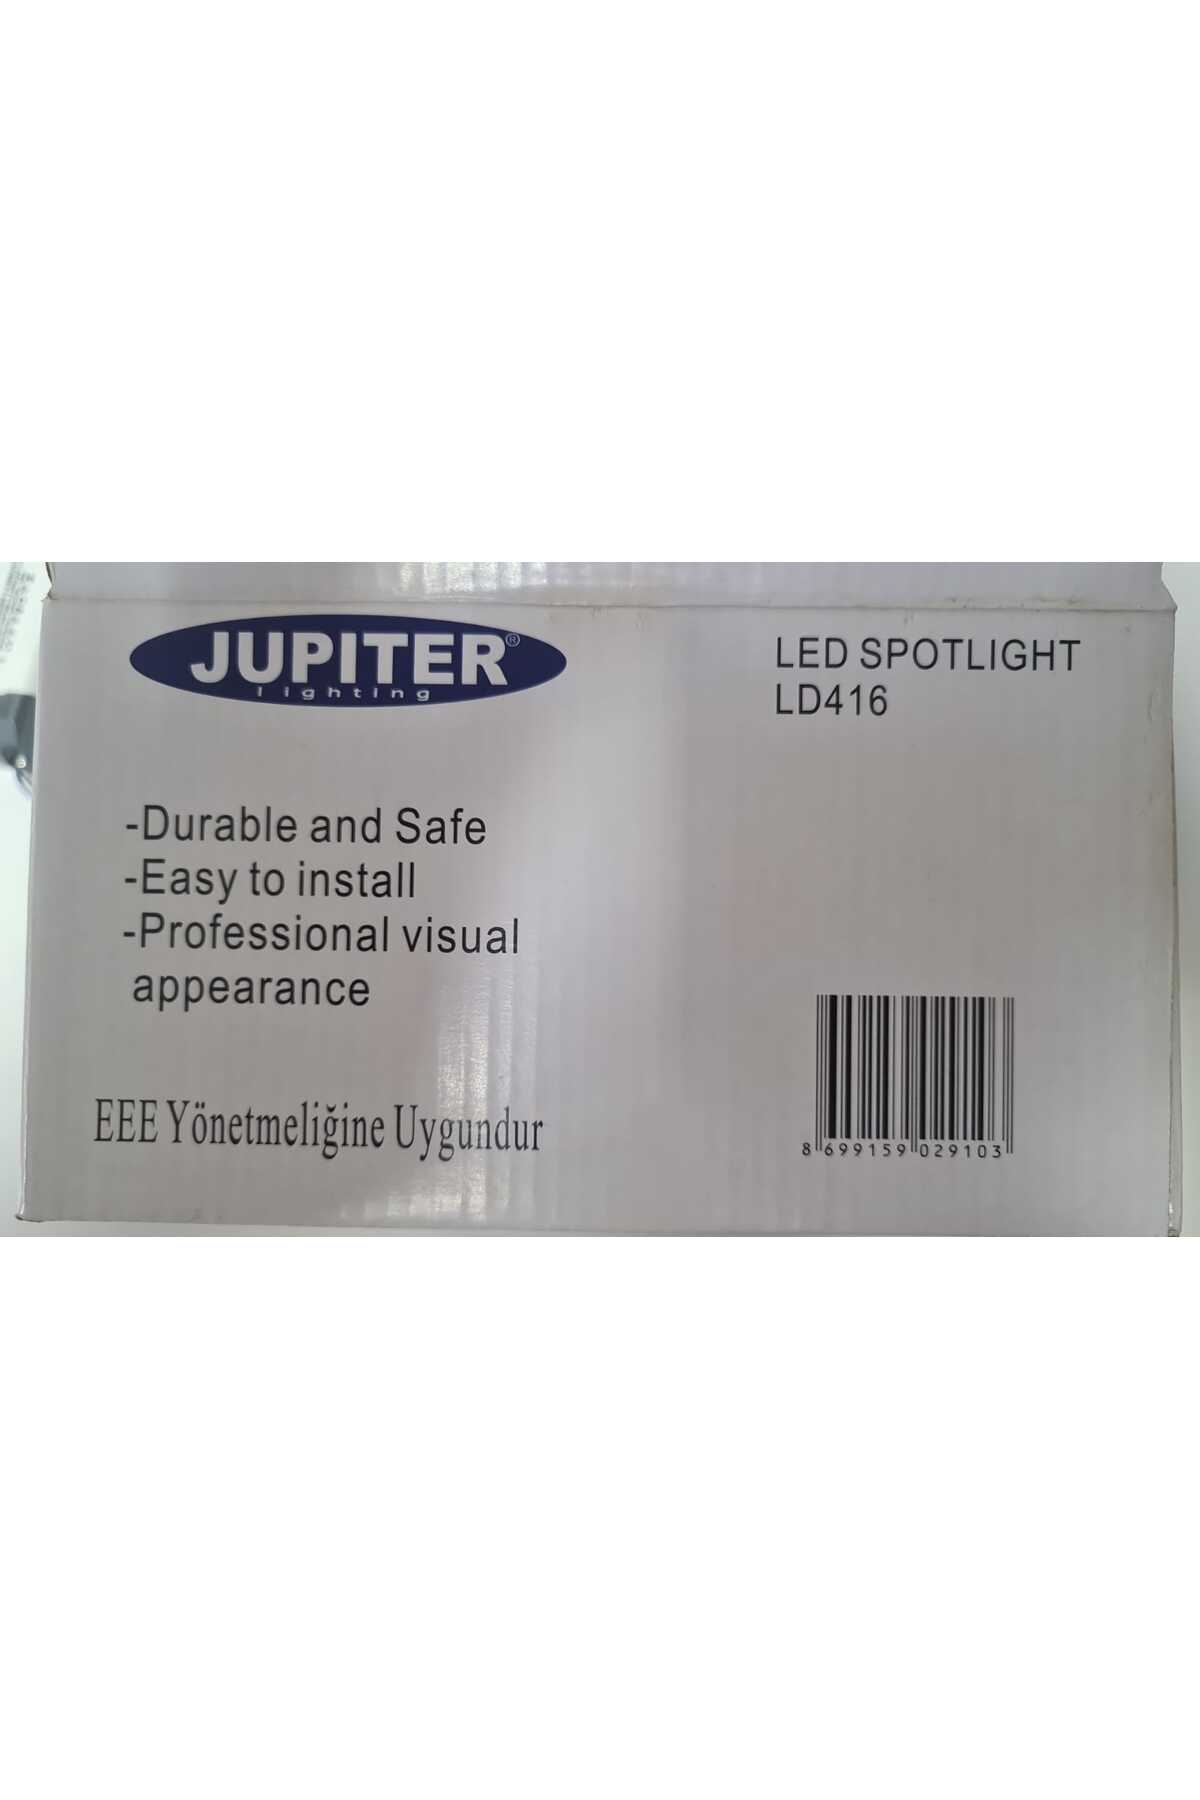 JUPITER®
lighting
LED SPOTLIGHT
LD416
-Durable and Safe
-Easy to install
-Professional visual
appearance
EEE Yönetmeliğine Uygundur
8 699159 029103